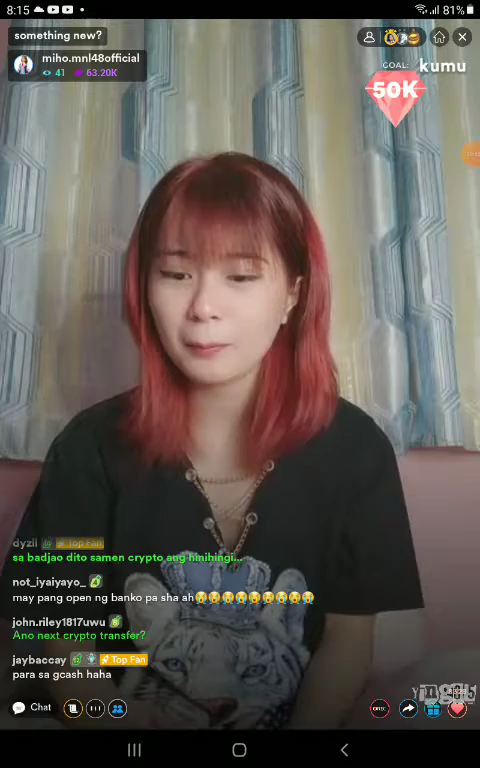 8:15
81%
something new?
miho.mnl48official
41 63.20K
GOAL: kumu
50K
dyzii Top Fan
sa badjao dito samen crypto ang hinihingi...
not_iyaiyayo_
may pang open ng banko pa sha ah😭😭😭😭😭😭😭😭😭
john.riley1817uwu
Ano next crypto transfer?
jaybaccay Top Fan
para sa gcash haha
Chat